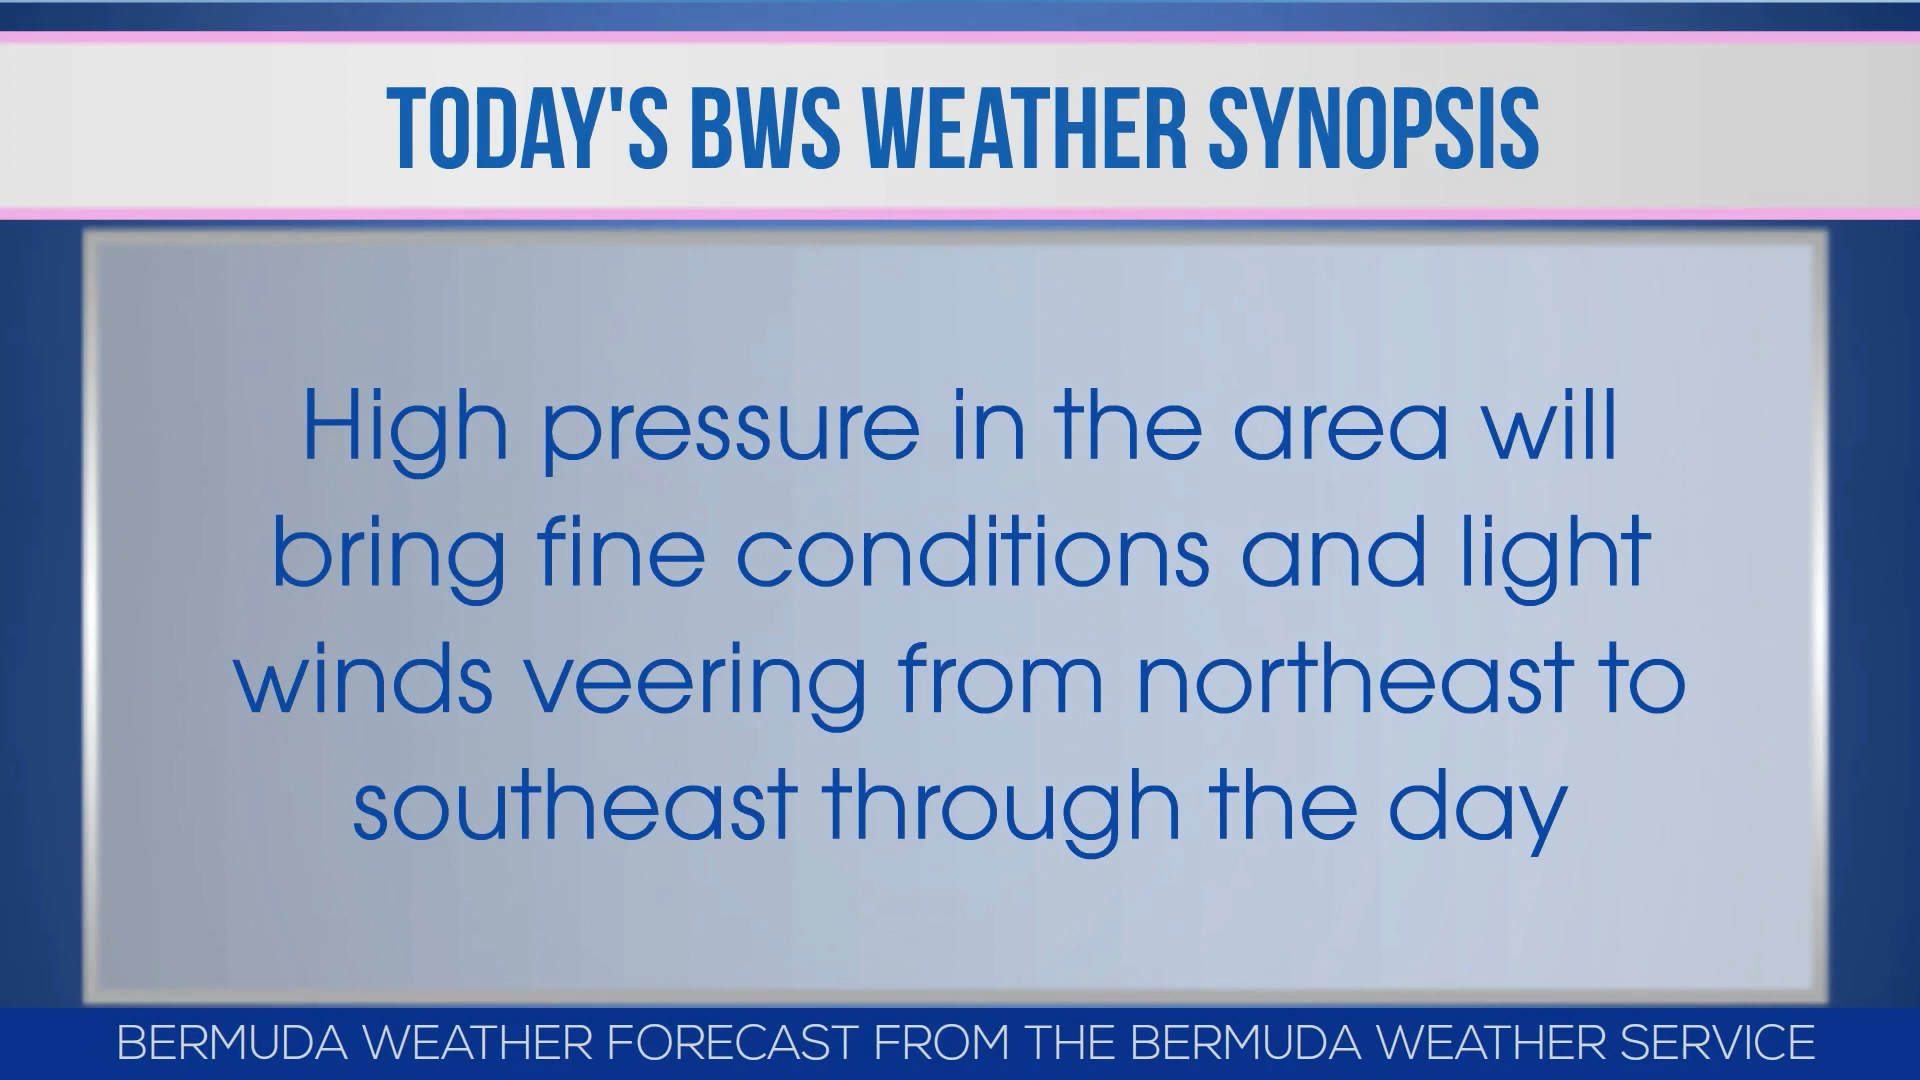 TODAY'S BWS WEATHER SYNOPSIS
High pressure in the area will
bring fine conditions and light
winds veering from northeast to
southeast through the day
BERMUDA WEATHER FORECAST FROM THE BERMUDA WEATHER SERVICE